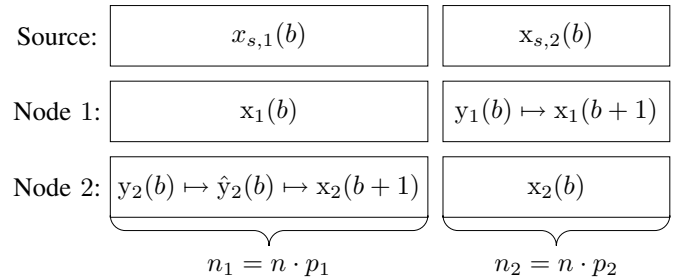 Source: x_{s,1}(b) x_{s,2}(b)
Node 1: x_1(b) y_1(b) ↦ x_1(b + 1)
Node 2: y_2(b) ↦ ŷ_2(b) ↦ x_2(b + 1) x_2(b)
n_1 = n · p_1 n_2 = n · p_2